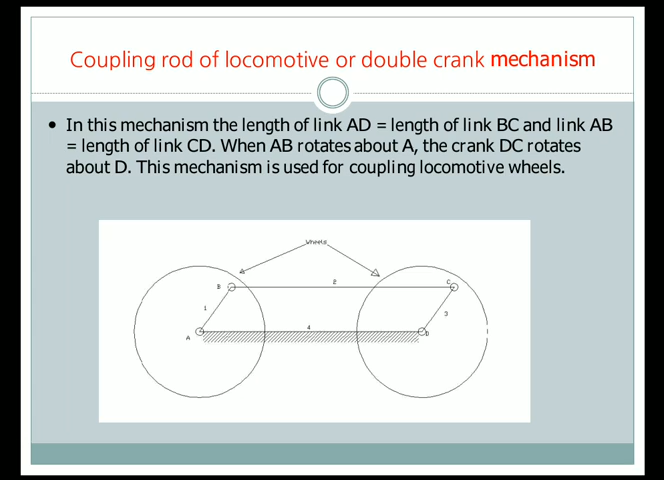 Coupling rod of locomotive or double crank mechanism
• In this mechanism the length of link AD = length of link BC and link AB
= length of link CD. When AB rotates about A, the crank DC rotates
about D. This mechanism is used for coupling locomotive wheels.
Wheels
B
2
C
1
3
4
A
D